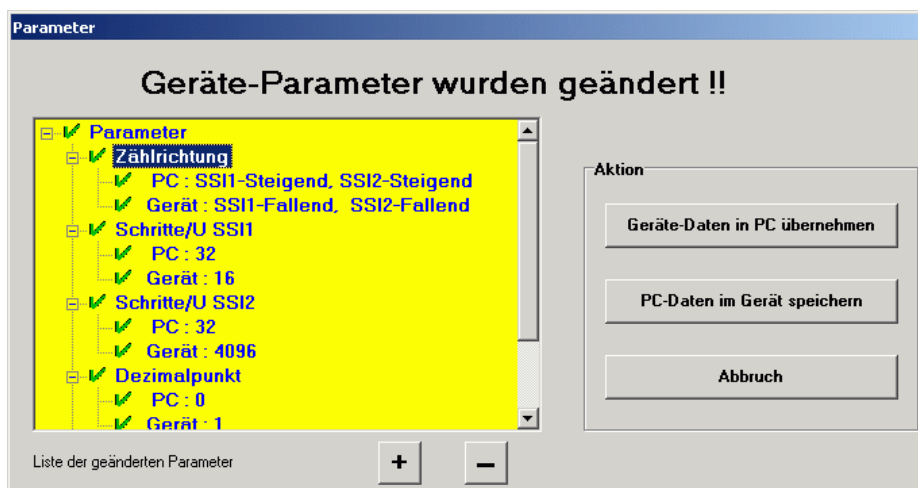 Parameter
Geräte-Parameter wurden geändert !!
Parameter
Zählrichtung
PC : SSI1-Steigend, SSI2-Steigend
Gerät : SSI1-Fallend, SSI2-Fallend
Schritte/U SSI1
PC : 32
Gerät : 16
Schritte/U SSI2
PC : 32
Gerät : 4096
Dezimalpunkt
PC : 0
Gerät : 1
Liste der geänderten Parameter
+
–
Aktion
Geräte-Daten in PC übernehmen
PC-Daten im Gerät speichern
Abbruch